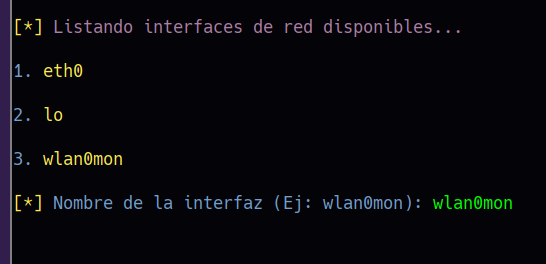 [*] Listando interfaces de red disponibles...
1. eth0
2. lo
3. wlan0mon
[*] Nombre de la interfaz (Ej: wlan0mon): wlan0mon